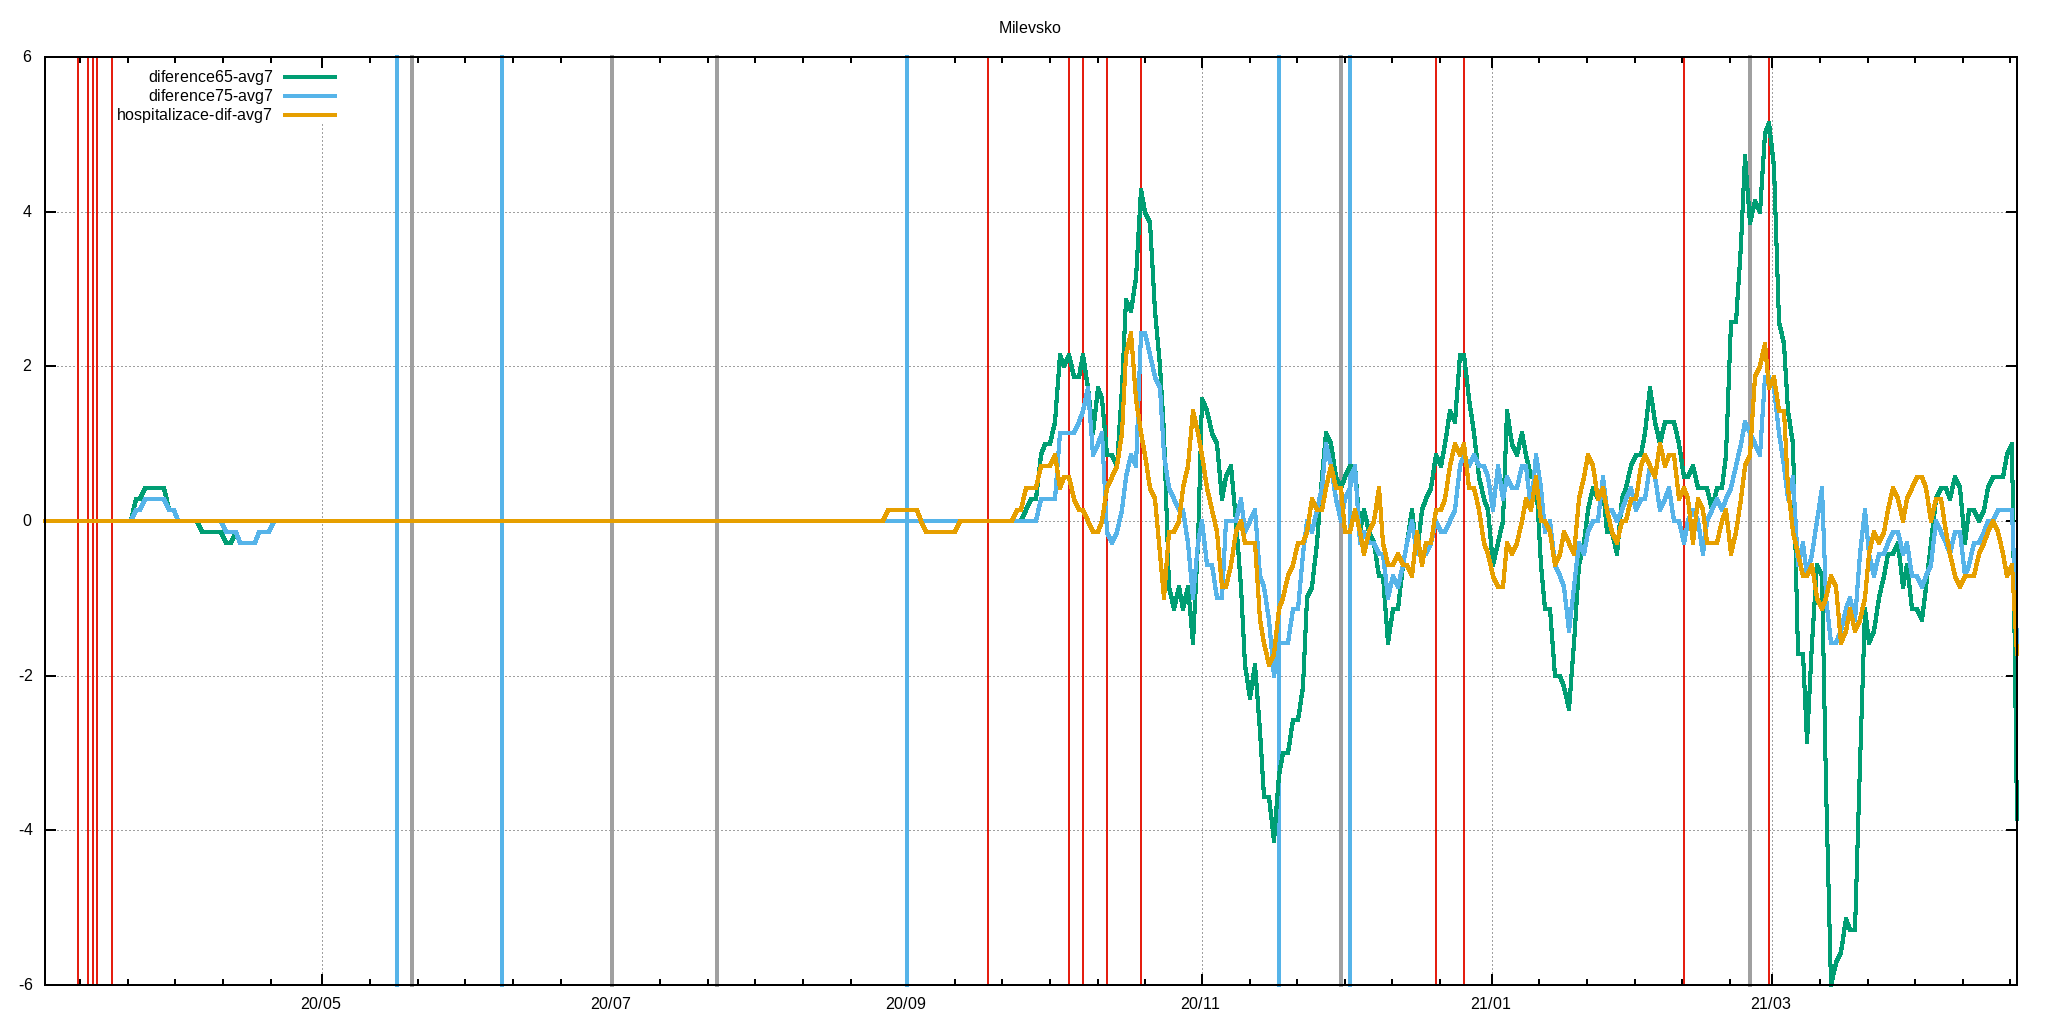 Milevsko
6
diference65-avg7
diference75-avg7
hospitalizace-dif-avg7
4
2
0
-2
-4
-6
20/05 20/07 20/09 20/11 21/01 21/03